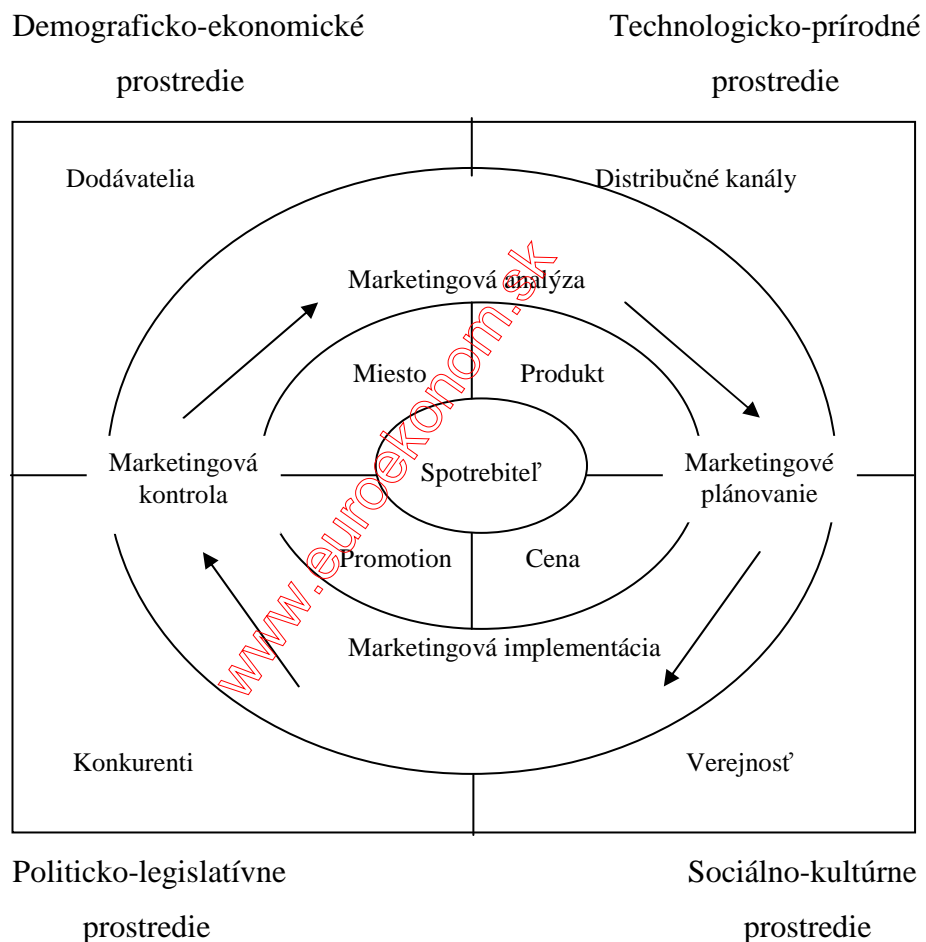 Demograficko-ekonomické
prostredie
Technologicko-prírodné
prostredie
Dodávatelia
Distribučné kanály
Marketingová analýza
Miesto
Produkt
Marketingová
kontrola
Spotrebiteľ
Marketingové
plánovanie
Promotion
Cena
Marketingová implementácia
Konkurenti
Verejnosť
www.euroekonom.sk
Politicko-legislatívne
prostredie
Sociálno-kultúrne
prostredie